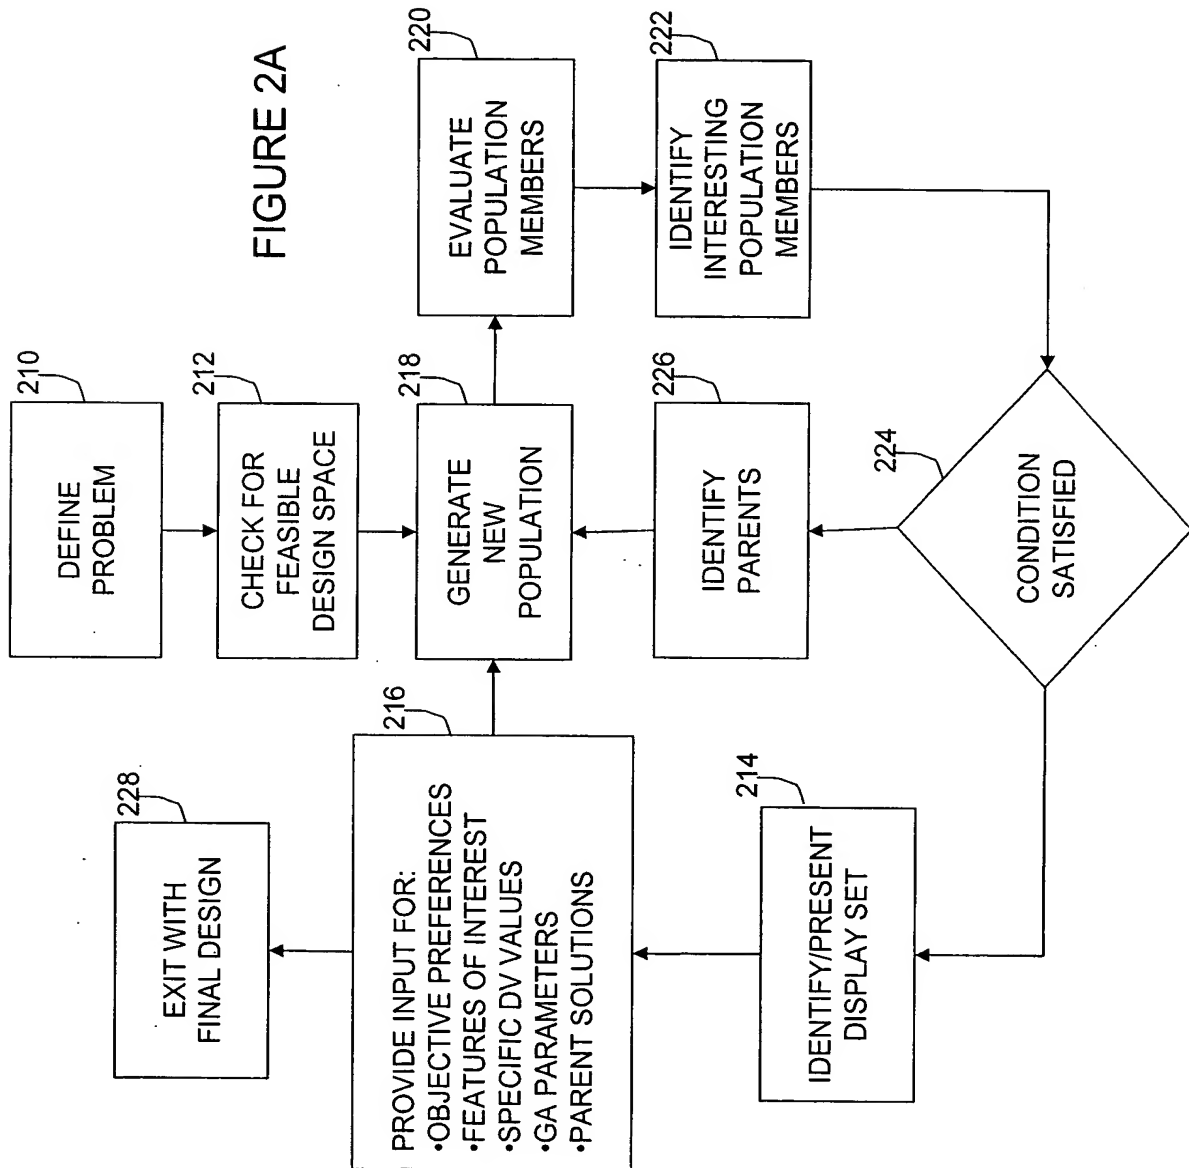 FIGURE 2A
210
DEFINE
PROBLEM
212
CHECK FOR
FEASIBLE
DESIGN SPACE
218
GENERATE
NEW
POPULATION
220
EVALUATE
POPULATION
MEMBERS
222
IDENTIFY
INTERESTING
POPULATION
MEMBERS
224
CONDITION
SATISFIED
226
IDENTIFY
PARENTS
214
IDENTIFY/PRESENT
DISPLAY SET
216
PROVIDE INPUT FOR:
•OBJECTIVE PREFERENCES
•FEATURES OF INTEREST
•SPECIFIC DV VALUES
•GA PARAMETERS
•PARENT SOLUTIONS
228
EXIT WITH
FINAL DESIGN